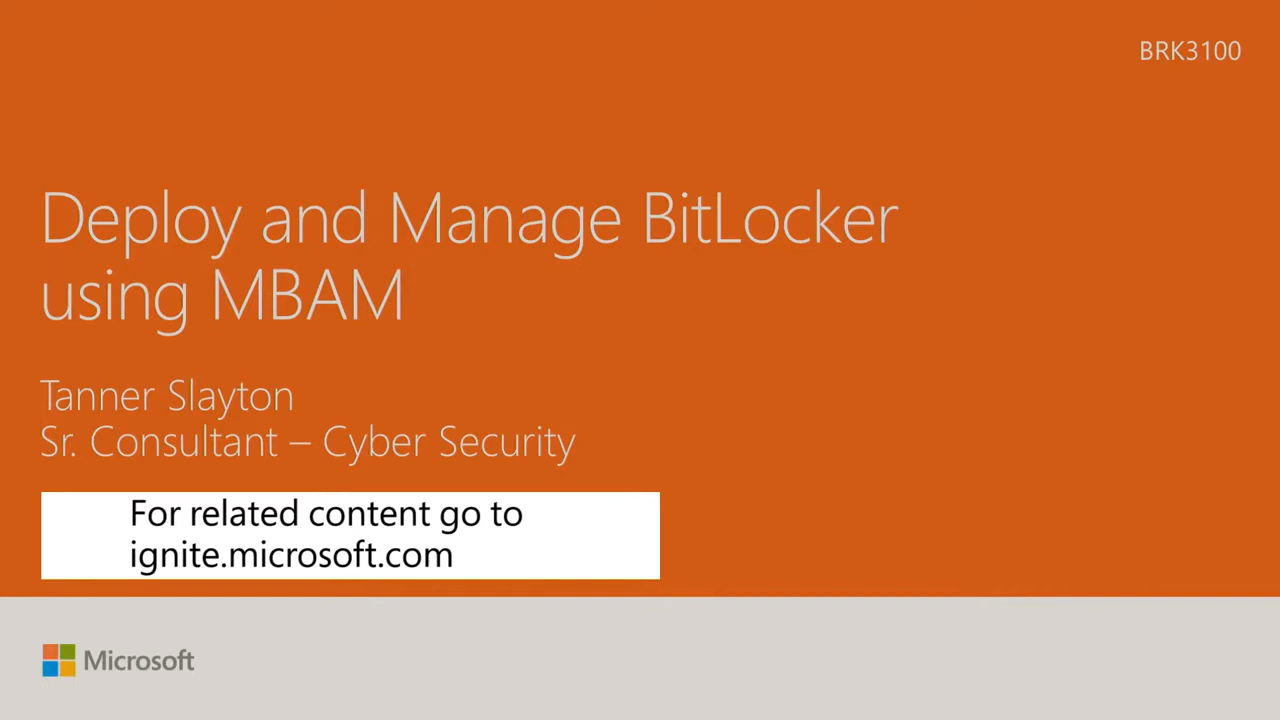 BRK3100
Deploy and Manage BitLocker
using MBAM
Tanner Slayton
Sr. Consultant – Cyber Security
For related content go to
ignite.microsoft.com
Microsoft